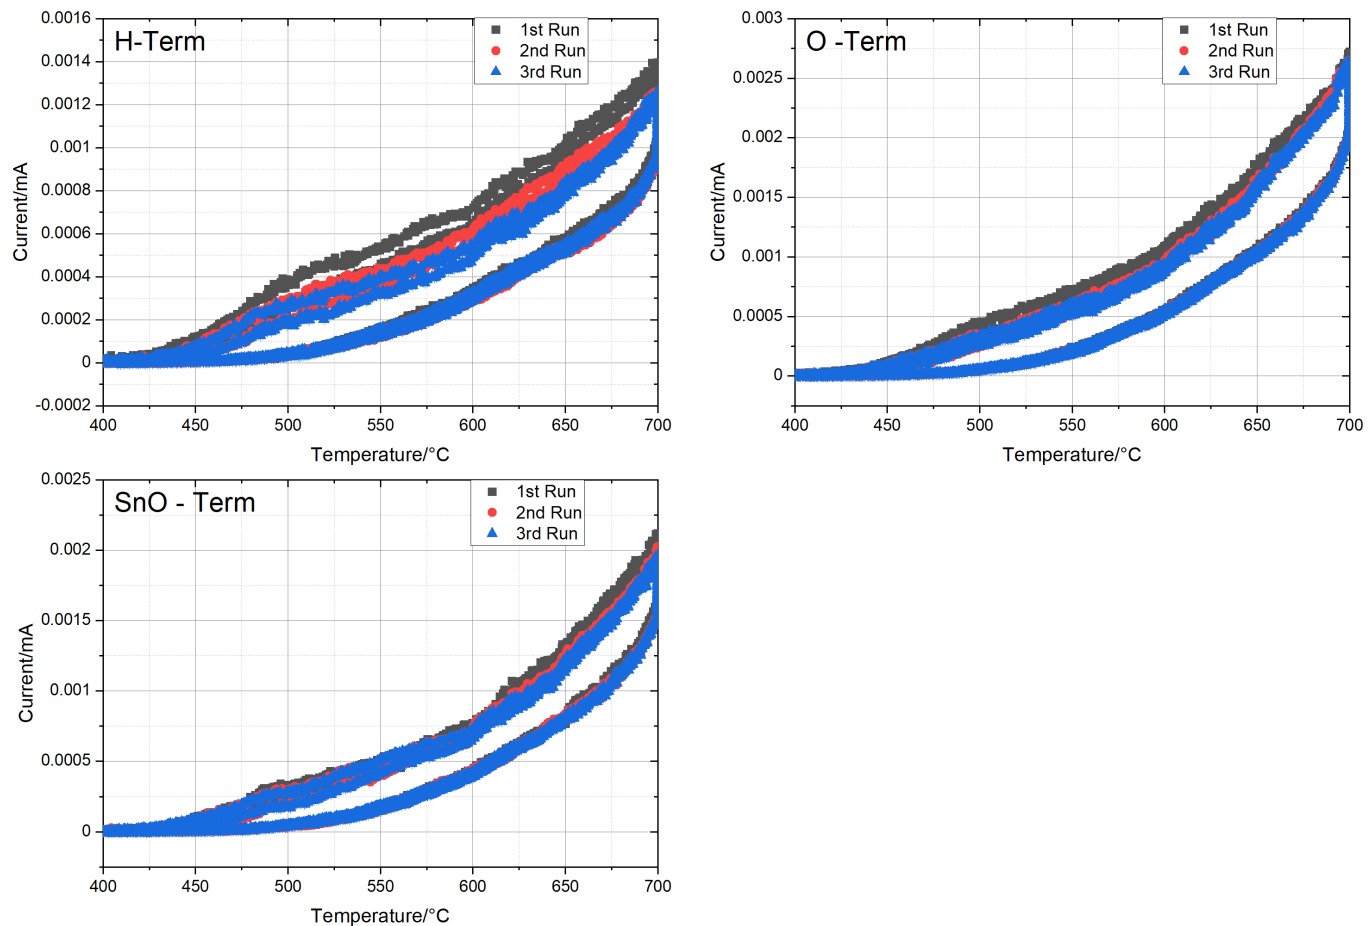 H-Term
1st Run
2nd Run
3rd Run
0.0016
0.0014
0.0012
0.001
0.0008
0.0006
0.0004
0.0002
0
-0.0002
Current/mA
400 450 500 550 600 650 700
Temperature/°C
O -Term
1st Run
2nd Run
3rd Run
0.003
0.0025
0.002
0.0015
0.001
0.0005
0
Current/mA
400 450 500 550 600 650 700
Temperature/°C
SnO - Term
1st Run
2nd Run
3rd Run
0.0025
0.002
0.0015
0.001
0.0005
0
Current/mA
400 450 500 550 600 650 700
Temperature/°C